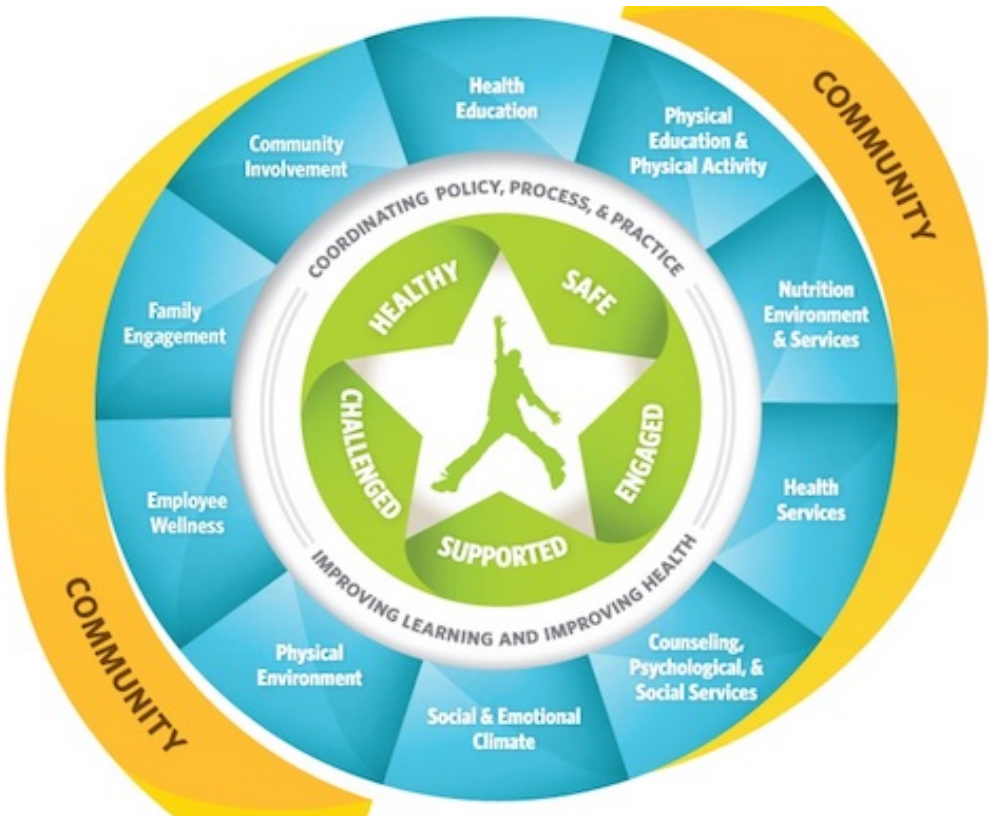 COMMUNITY
Health
Education
Physical
Education &
Physical Activity
Nutrition
Environment
& Services
Health
Services
Counseling,
Psychological, &
Social Services
Social & Emotional
Climate
Physical
Environment
Employee
Wellness
Family
Engagement
Community
Involvement
COORDINATING POLICY, PROCESS, & PRACTICE
IMPROVING LEARNING AND IMPROVING HEALTH
HEALTHY
SAFE
ENGAGED
SUPPORTED
CHALLENGED
COMMUNITY